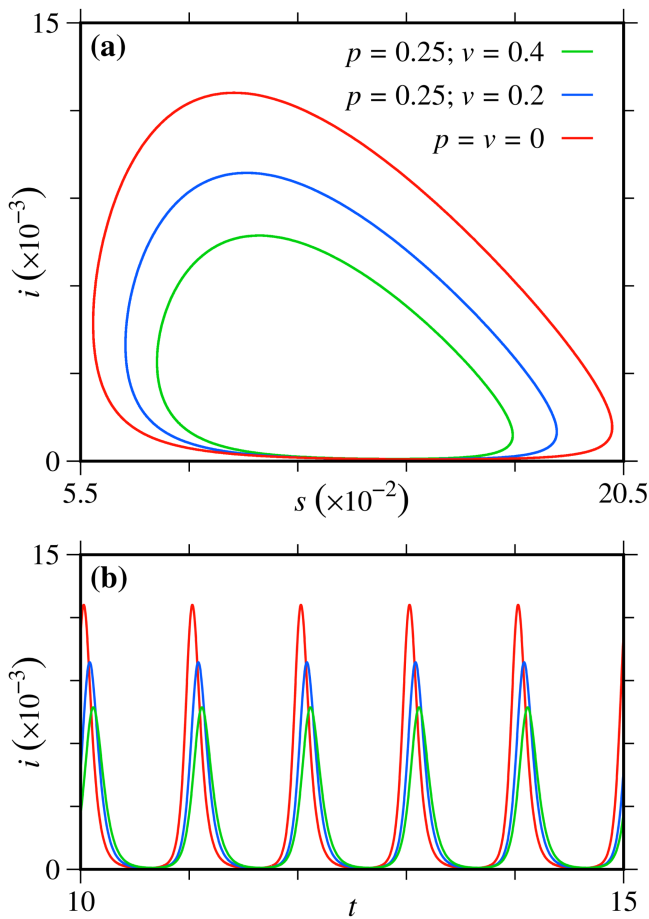 15
(a)
p = 0.25; v = 0.4
p = 0.25; v = 0.2
p = v = 0
i (×10⁻³)
0
5.5
s (×10⁻²)
20.5
15
(b)
i (×10⁻³)
0
10
t
15